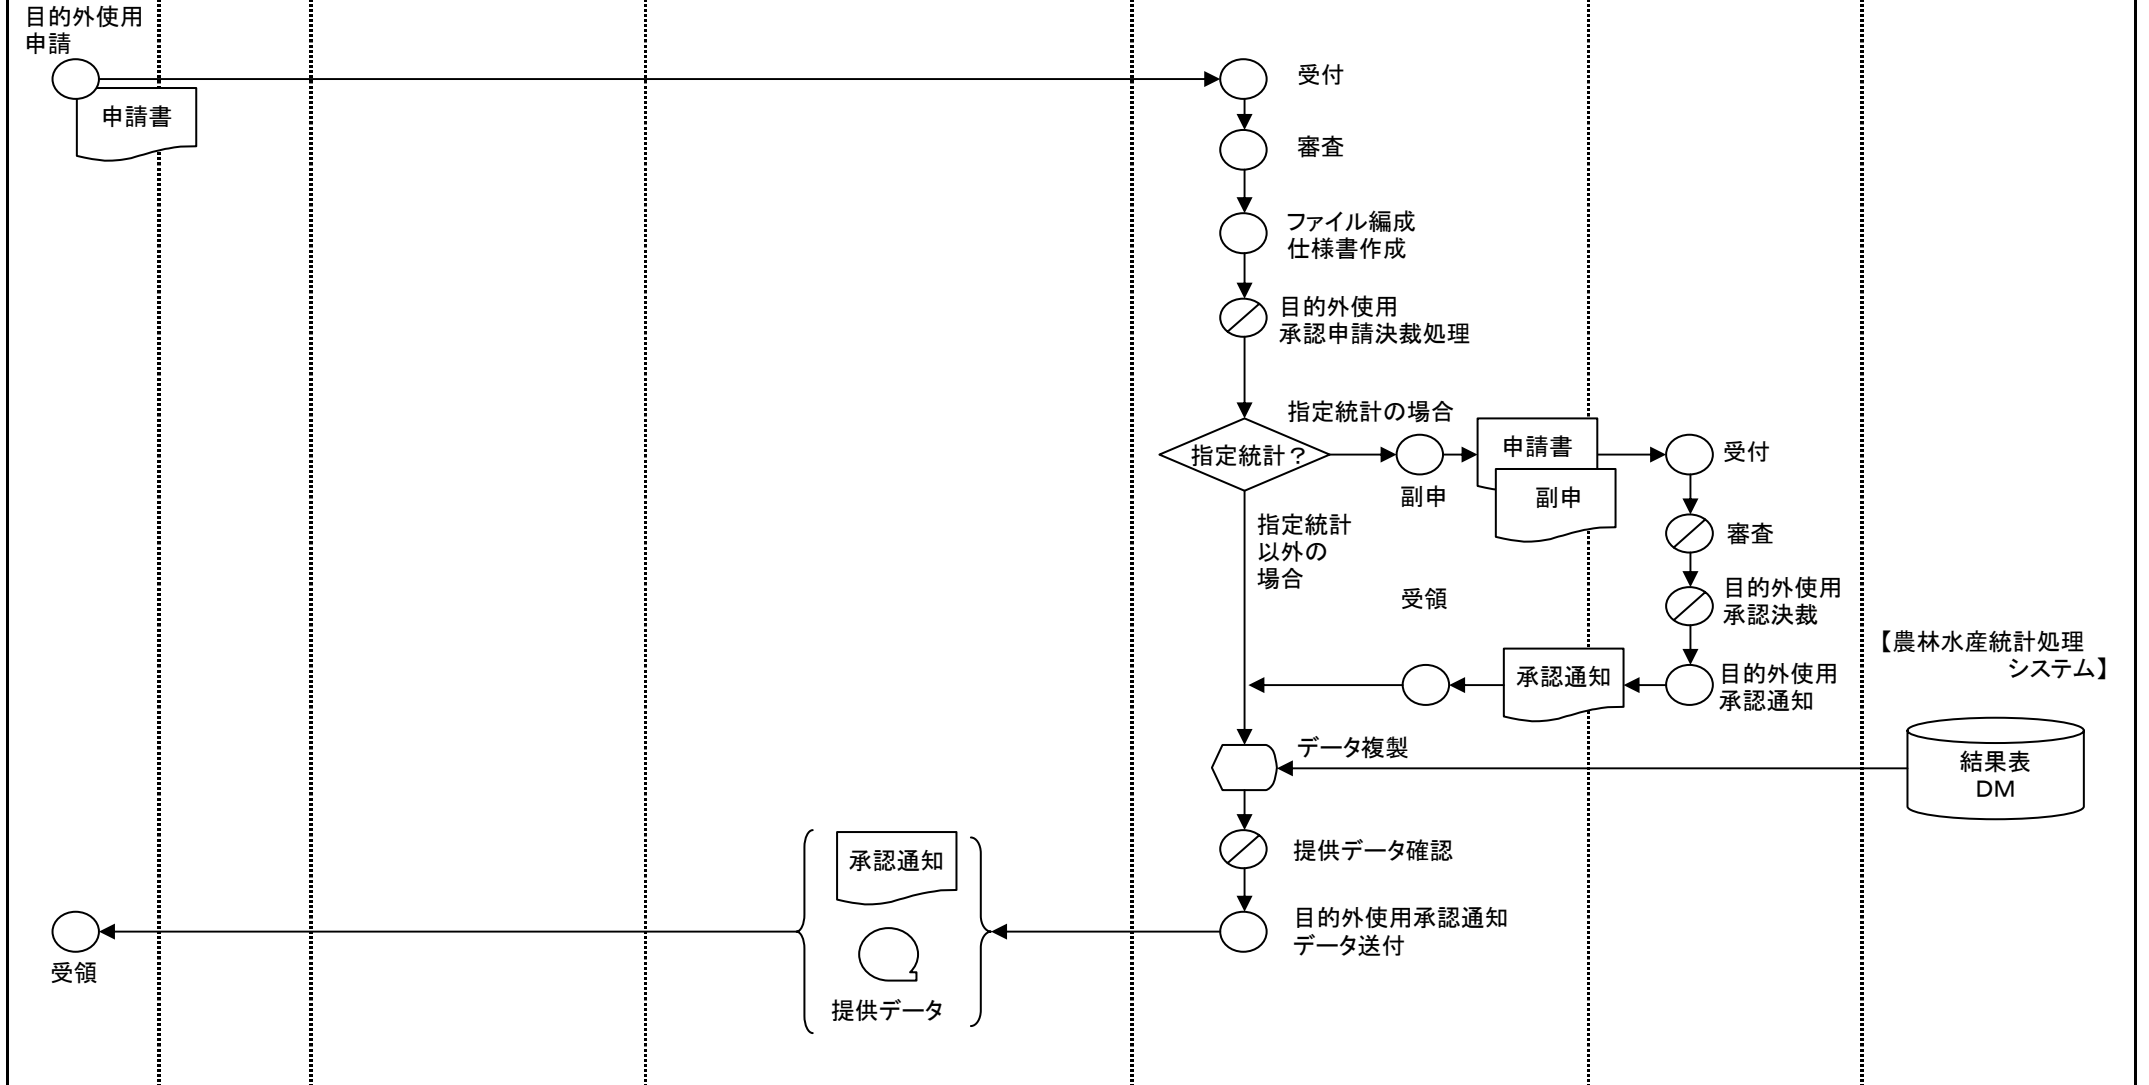 目的外使用
申請
申請書
受付
審査
ファイル編成
仕様書作成
目的外使用
承認申請決裁処理
指定統計の場合
指定統計？
副申
申請書
副申
受付
指定統計
以外の
場合
審査
受領
目的外使用
承認決裁
承認通知
目的外使用
承認通知
【農林水産統計処理
システム】
データ複製
結果表
DM
提供データ確認
承認通知
提供データ
目的外使用承認通知
データ送付
受領